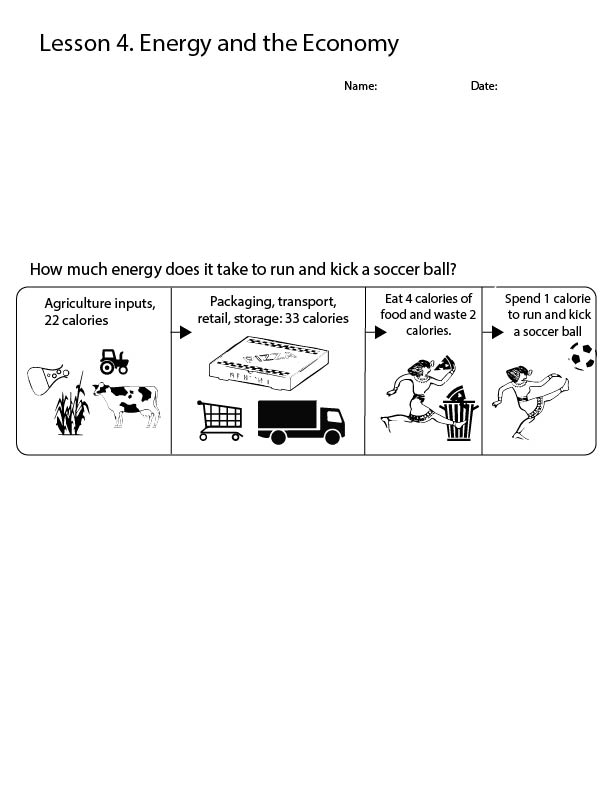 Lesson 4. Energy and the Economy
Name:
Date:
How much energy does it take to run and kick a soccer ball?
Agriculture inputs,
22 calories
Packaging, transport,
retail, storage: 33 calories
Eat 4 calories of
food and waste 2
calories.
Spend 1 calorie
to run and kick
a soccer ball
PIZZA